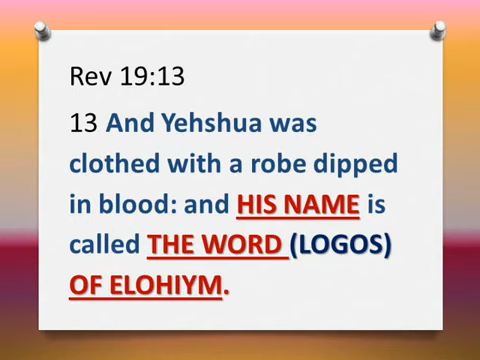 Rev 19:13
13 And Yehshua was
clothed with a robe dipped
in blood: and HIS NAME is
called THE WORD (LOGOS)
OF ELOHIYM.